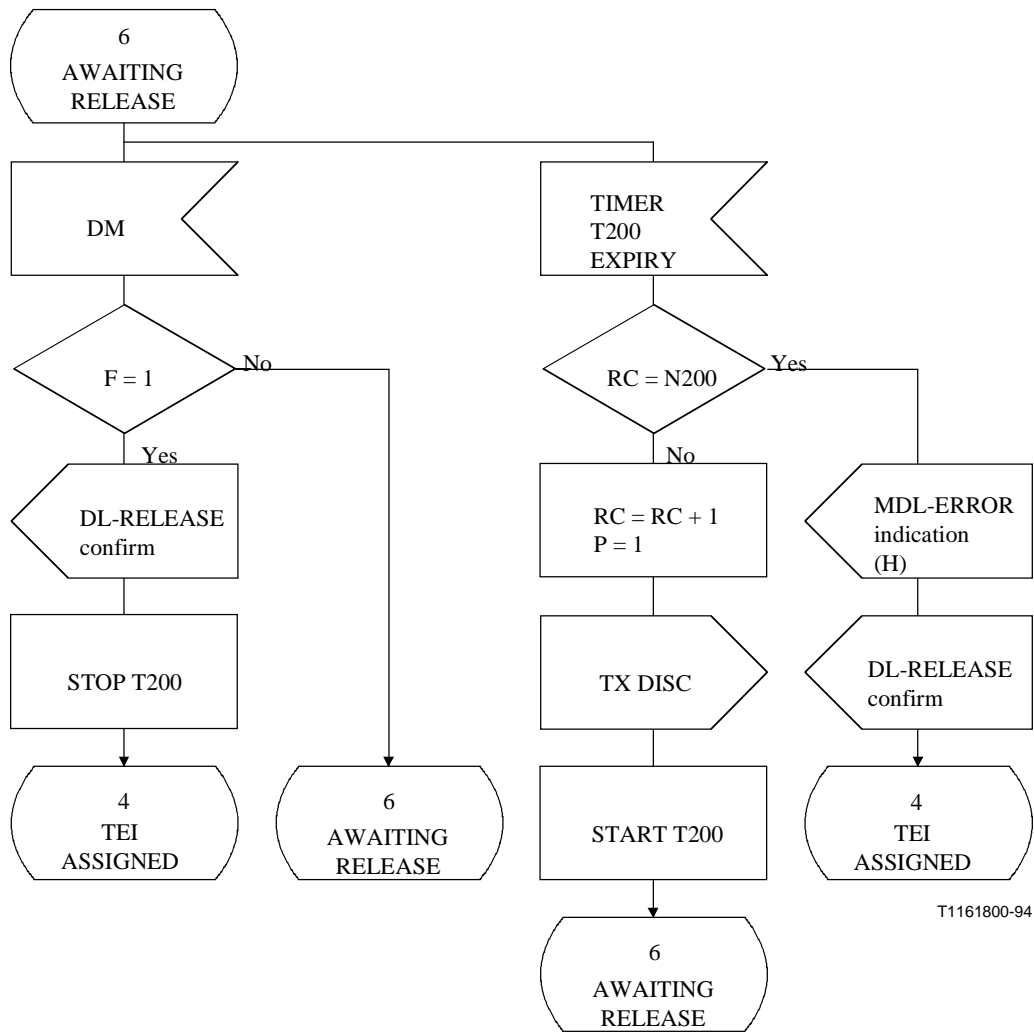 6
AWAITING
RELEASE
DM
TIMER
T200
EXPIRY
F = 1
No
RC = N200
Yes
Yes
No
DL-RELEASE
confirm
RC = RC + 1
P = 1
MDL-ERROR
indication
(H)
STOP T200
TX DISC
DL-RELEASE
confirm
4
TEI
ASSIGNED
6
AWAITING
RELEASE
START T200
4
TEI
ASSIGNED
T1161800-94
6
AWAITING
RELEASE